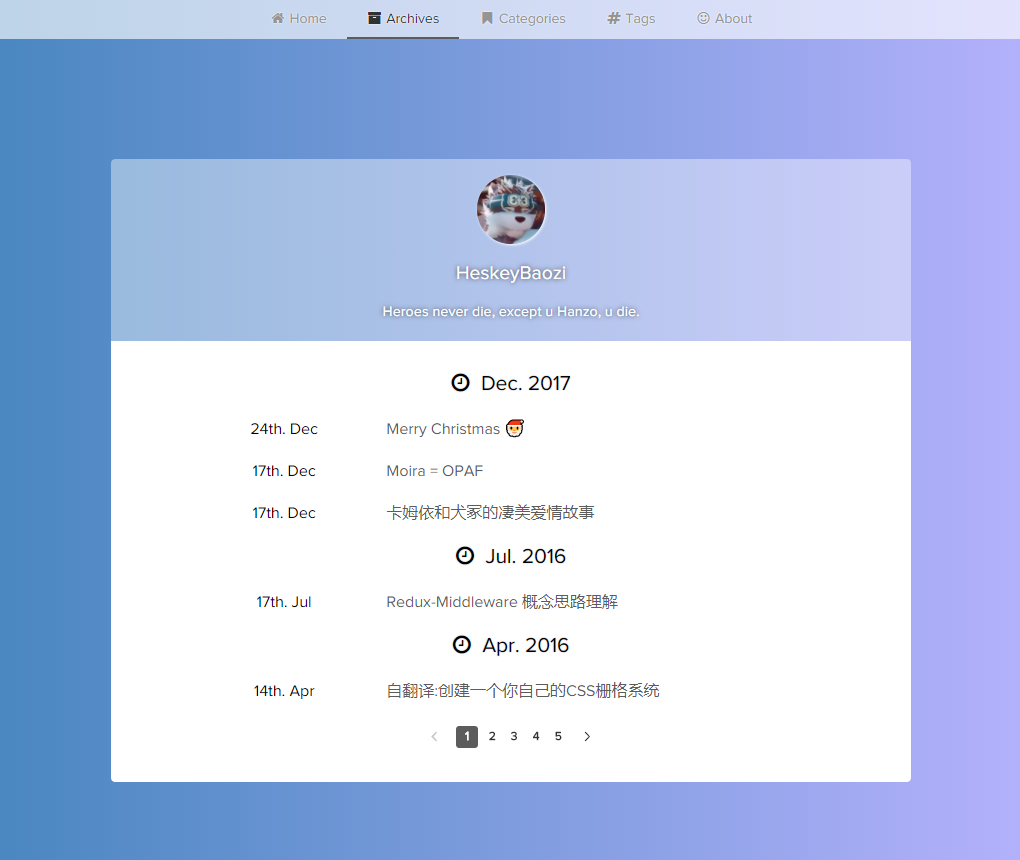 Home Archives Categories Tags About
HeskeyBaozi
Heroes never die, except u Hanzo, u die.
Dec. 2017
24th. Dec Merry Christmas 🎅
17th. Dec Moira = OPAF
17th. Dec 卡姆依和犬冢的凄美爱情故事
Jul. 2016
17th. Jul Redux-Middleware 概念思路理解
Apr. 2016
14th. Apr 自翻译:创建一个你自己的CSS栅格系统
1 2 3 4 5